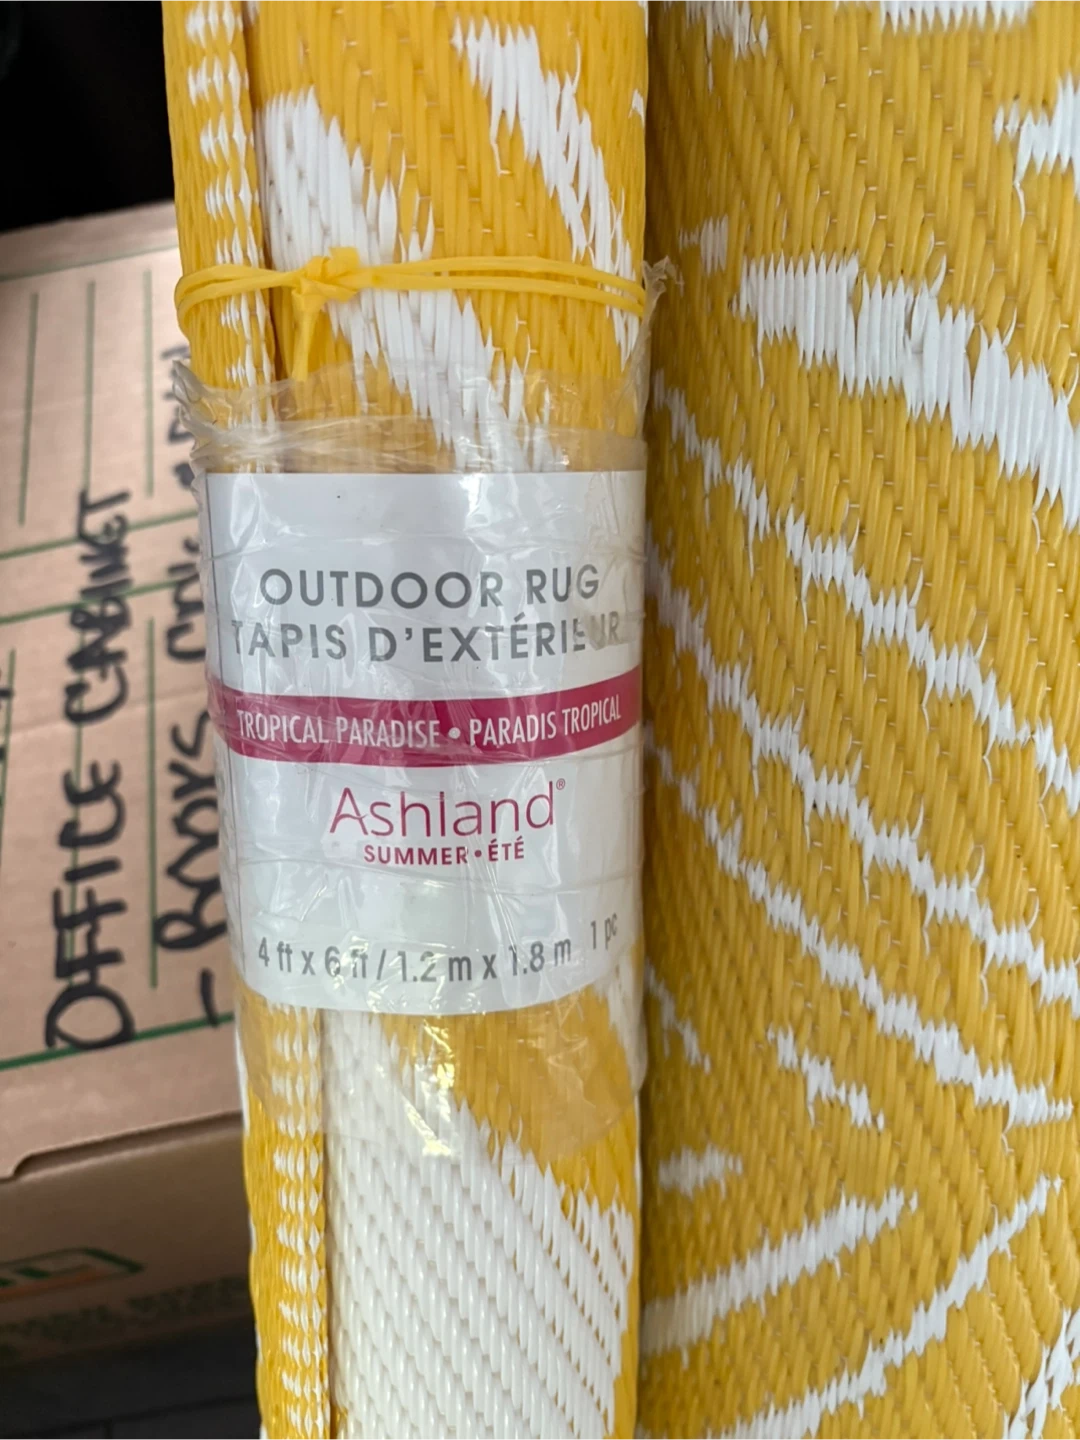 OUTDOOR RUG
TAPIS D'EXTÉRIEUR
TROPICAL PARADISE • PARADIS TROPICAL
Ashland®
SUMMER • ÉTÉ
4 ft x 6 ft / 1.2 m x 1.8 m 1 pc
OFFICE CABINET